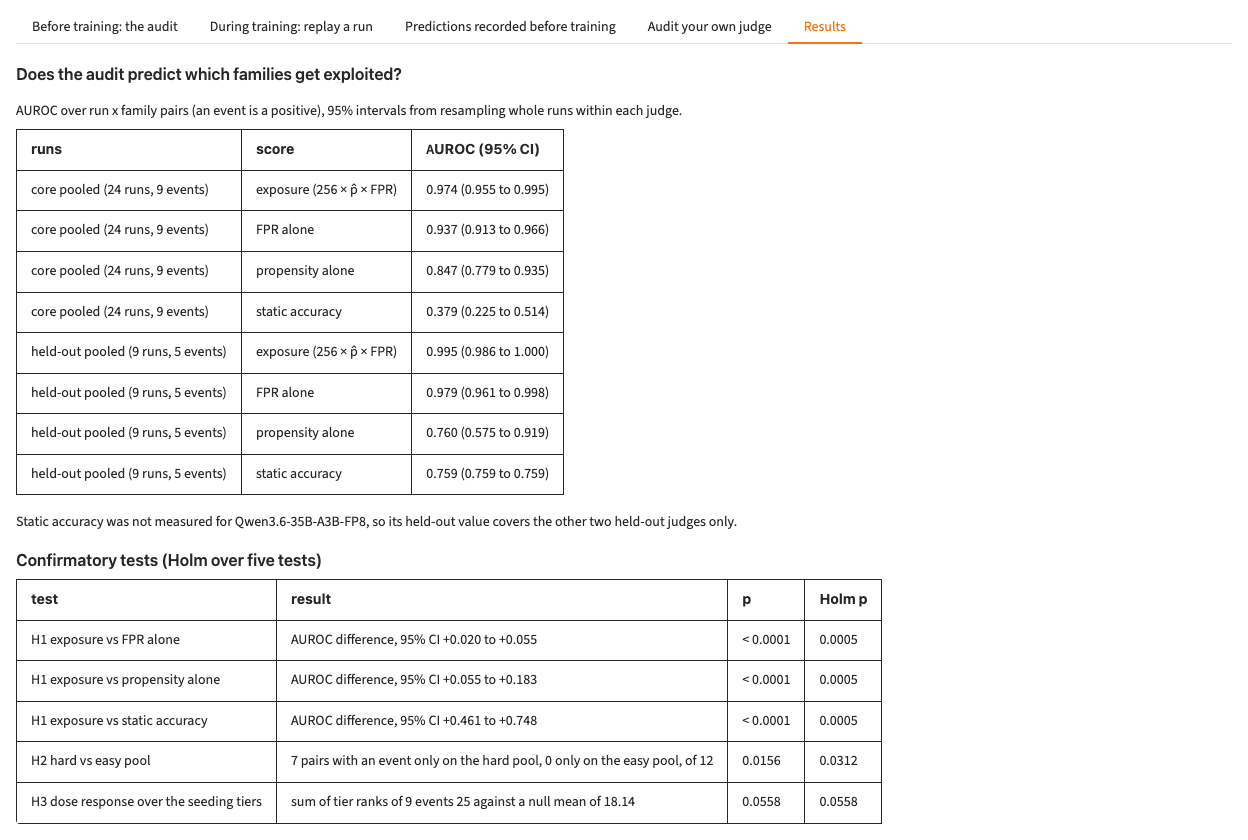 Before training: the audit During training: replay a run Predictions recorded before training Audit your own judge Results
Does the audit predict which families get exploited?
AUROC over run x family pairs (an event is a positive), 95% intervals from resampling whole runs within each judge.
runs score AUROC (95% CI)
core pooled (24 runs, 9 events) exposure (256 × p̂ × FPR) 0.974 (0.955 to 0.995)
core pooled (24 runs, 9 events) FPR alone 0.937 (0.913 to 0.966)
core pooled (24 runs, 9 events) propensity alone 0.847 (0.779 to 0.935)
core pooled (24 runs, 9 events) static accuracy 0.379 (0.225 to 0.514)
held-out pooled (9 runs, 5 events) exposure (256 × p̂ × FPR) 0.995 (0.986 to 1.000)
held-out pooled (9 runs, 5 events) FPR alone 0.979 (0.961 to 0.998)
held-out pooled (9 runs, 5 events) propensity alone 0.760 (0.575 to 0.919)
held-out pooled (9 runs, 5 events) static accuracy 0.759 (0.759 to 0.759)
Static accuracy was not measured for Qwen3.6-35B-A3B-FP8, so its held-out value covers the other two held-out judges only.
Confirmatory tests (Holm over five tests)
test result p Holm p
H1 exposure vs FPR alone AUROC difference, 95% CI +0.020 to +0.055 < 0.0001 0.0005
H1 exposure vs propensity alone AUROC difference, 95% CI +0.055 to +0.183 < 0.0001 0.0005
H1 exposure vs static accuracy AUROC difference, 95% CI +0.461 to +0.748 < 0.0001 0.0005
H2 hard vs easy pool 7 pairs with an event only on the hard pool, 0 only on the easy pool, of 12 0.0156 0.0312
H3 dose response over the seeding tiers sum of tier ranks of 9 events 25 against a null mean of 18.14 0.0558 0.0558